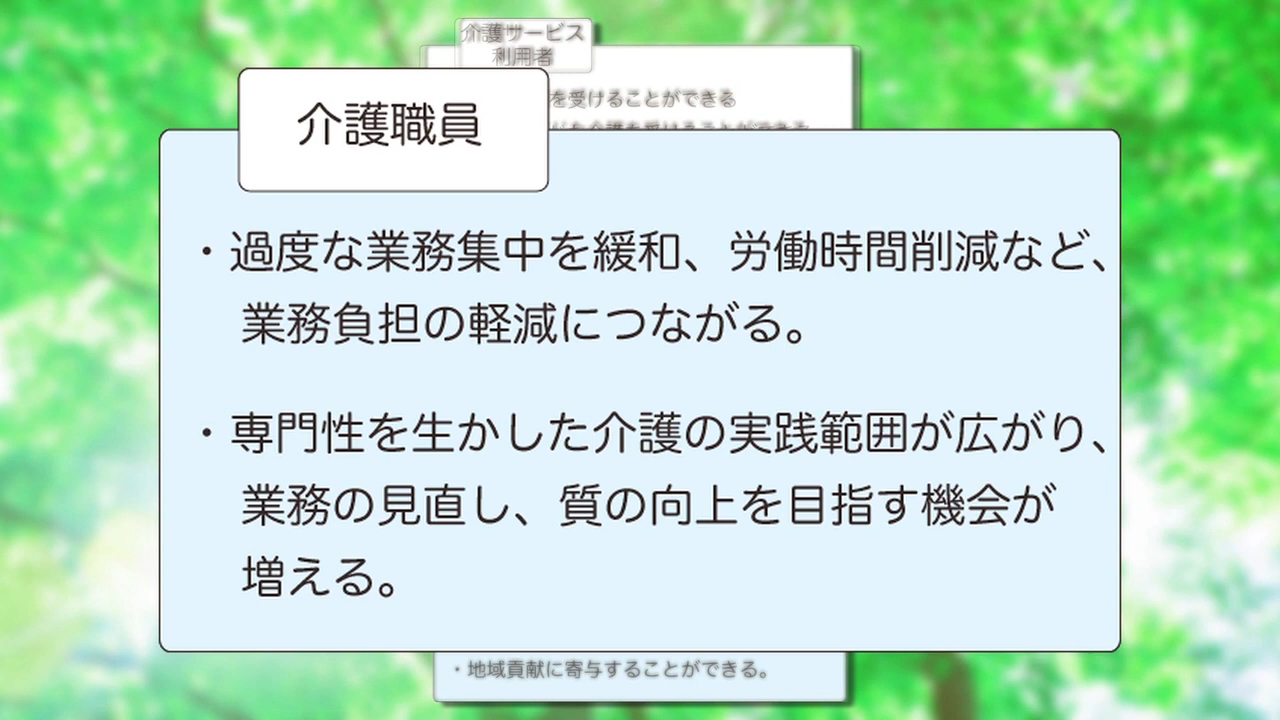 介護サービス
利用者
を受けることができる
介護職員
・過度な業務集中を緩和、労働時間削減など、
業務負担の軽減につながる。
・専門性を生かした介護の実践範囲が広がり、
業務の見直し、質の向上を目指す機会が
増える。
・地域貢献に寄与することができる。